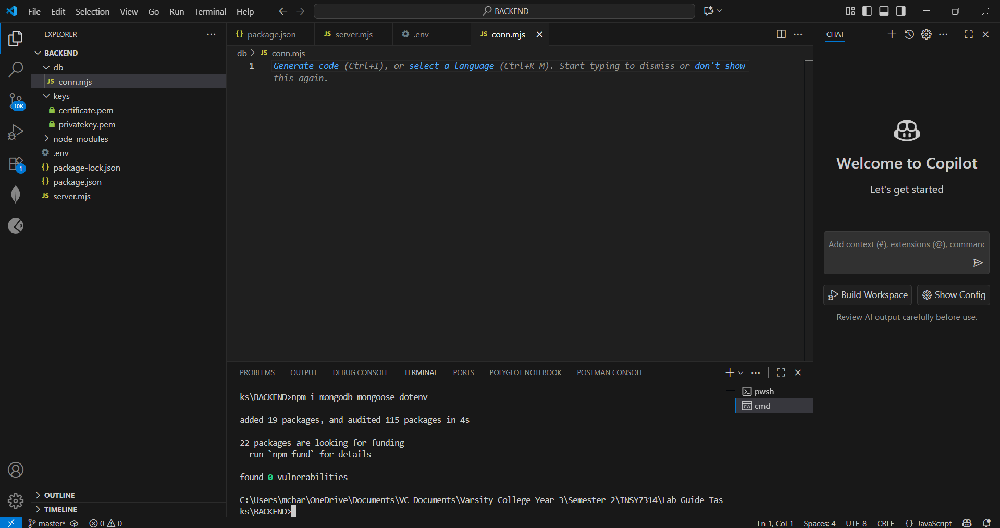 File Edit Selection View Go Run Terminal Help
BACKEND
EXPLORER
BACKEND
db
JS conn.mjs
keys
certificate.pem
privatekey.pem
node_modules
.env
{} package-lock.json
{} package.json
JS server.mjs
10K
1
OUTLINE
TIMELINE
{} package.json
JS server.mjs
.env
JS conn.mjs
db > JS conn.mjs
1
Generate code (Ctrl+I), or select a language (Ctrl+K M). Start typing to dismiss or don't show
this again.
PROBLEMS OUTPUT DEBUG CONSOLE TERMINAL PORTS POLYGLOT NOTEBOOK POSTMAN CONSOLE
ks\BACKEND>npm i mongodb mongoose dotenv
added 19 packages, and audited 115 packages in 4s
22 packages are looking for funding
run `npm fund` for details
found 0 vulnerabilities
C:\Users\mchar\OneDrive\Documents\VC Documents\Varsity College Year 3\Semester 2\INSY7314\Lab Guide Tas
ks\BACKEND>
pwsh
cmd
CHAT
Welcome to Copilot
Let's get started
Add context (#), extensions (@), commanc
Build Workspace
Show Config
Review AI output carefully before use.
master* 0 0
Ln 1, Col 1 Spaces: 4 UTF-8 CRLF {} JavaScript